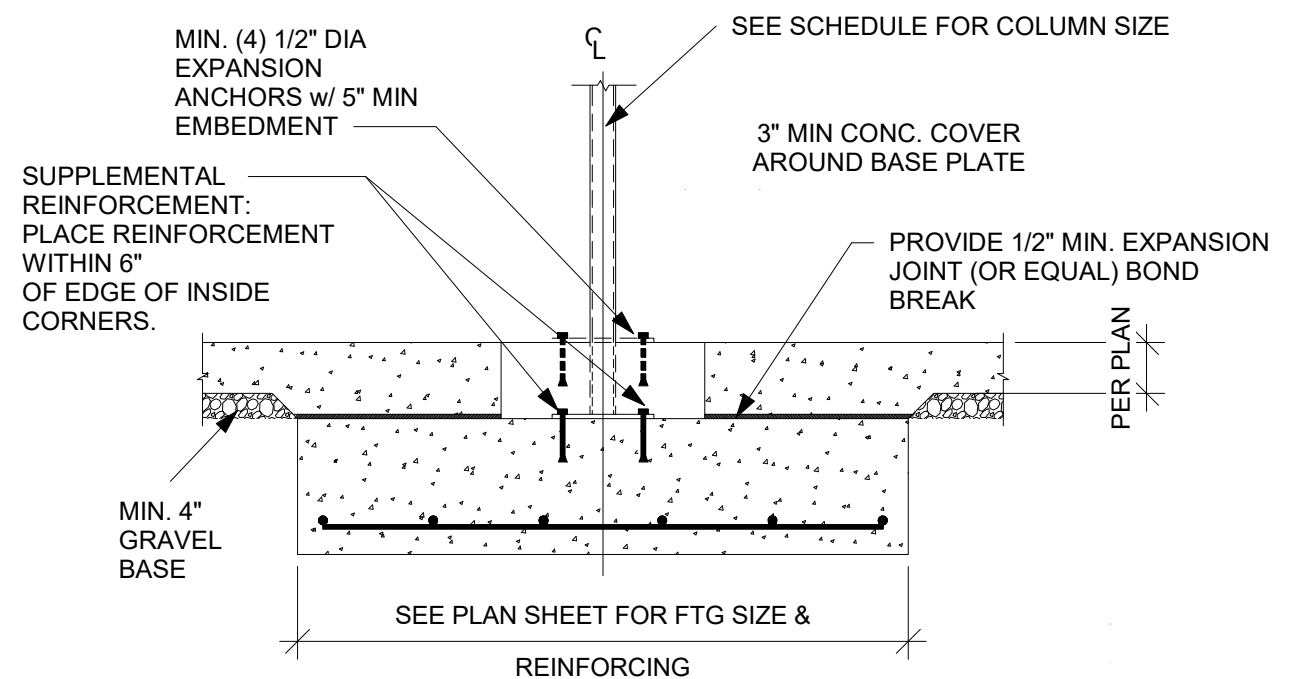 MIN. (4) 1/2" DIA
EXPANSION
ANCHORS w/ 5" MIN
EMBEDMENT
℄
SEE SCHEDULE FOR COLUMN SIZE
3" MIN CONC. COVER
AROUND BASE PLATE
SUPPLEMENTAL
REINFORCEMENT:
PLACE REINFORCEMENT
WITHIN 6"
OF EDGE OF INSIDE
CORNERS.
PROVIDE 1/2" MIN. EXPANSION
JOINT (OR EQUAL) BOND
BREAK
PER PLAN
MIN. 4"
GRAVEL
BASE
SEE PLAN SHEET FOR FTG SIZE &
REINFORCING